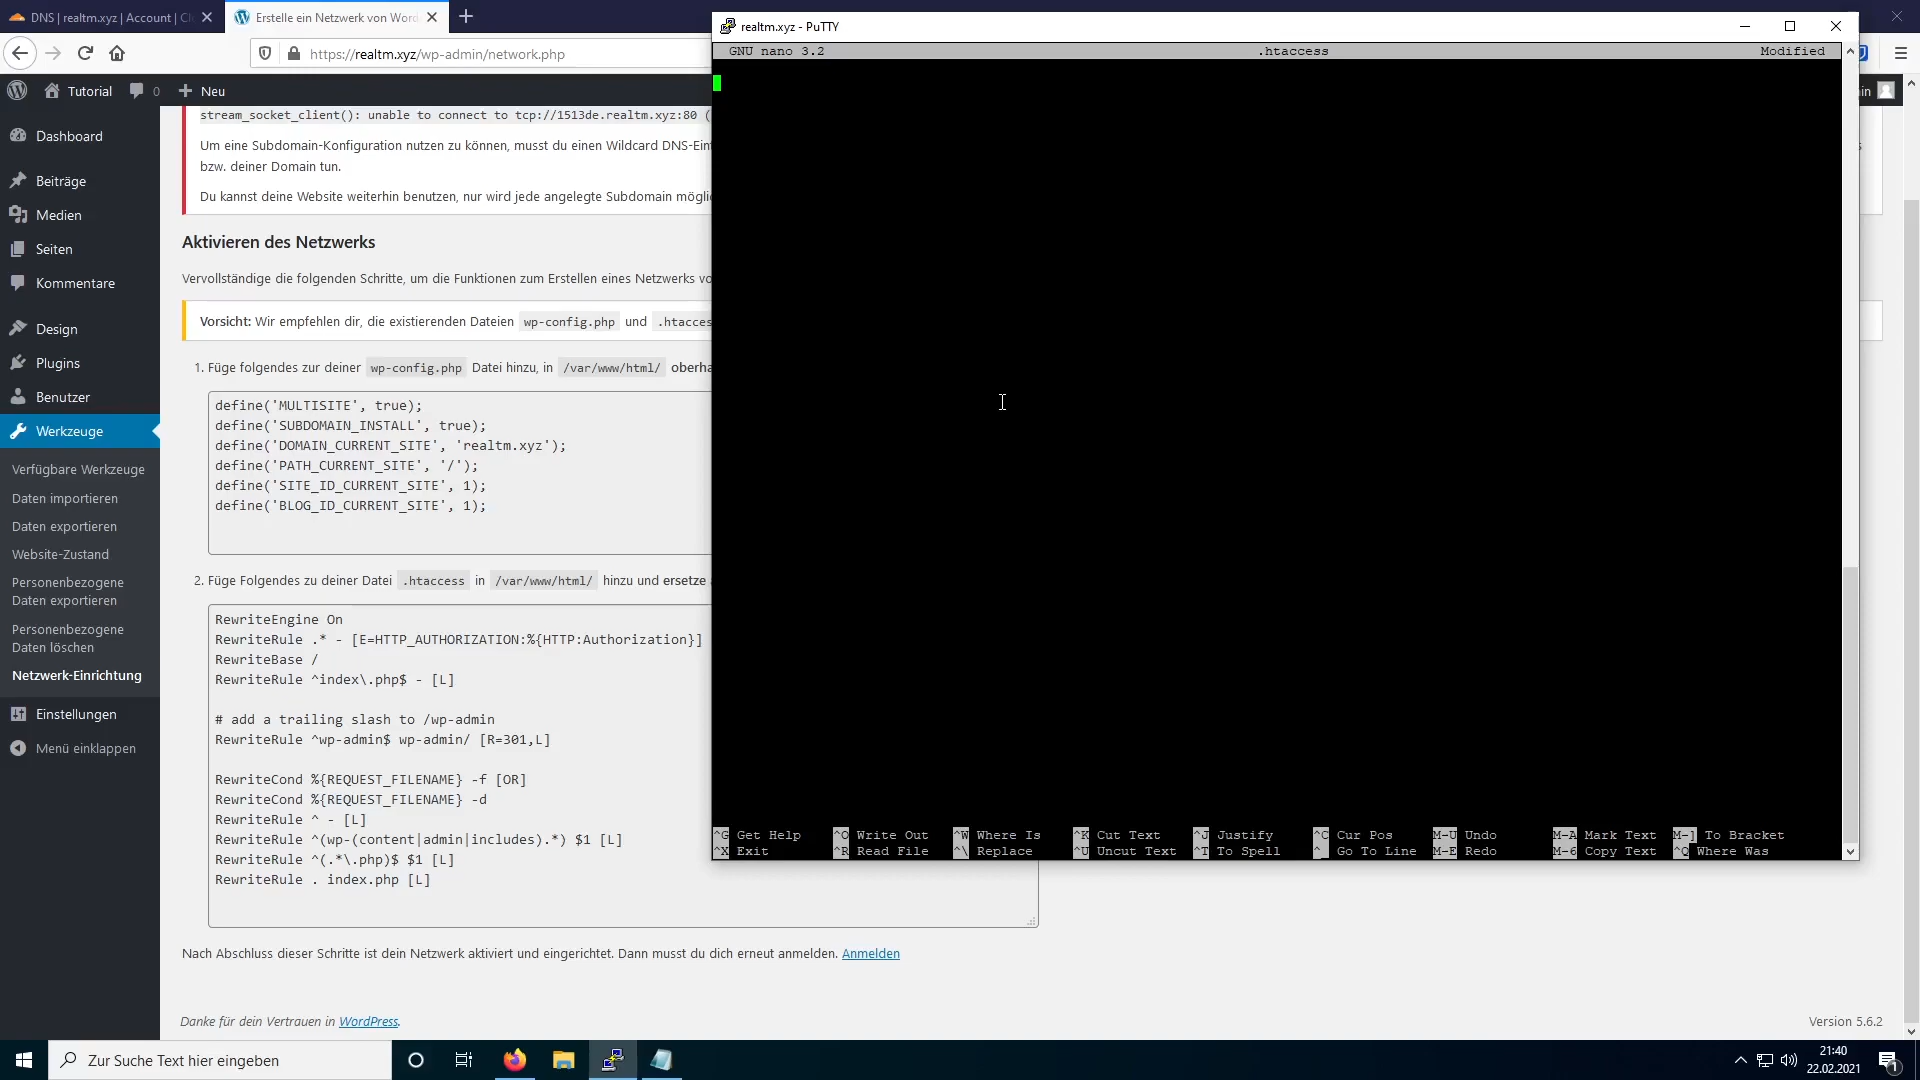 DNS | realtm.xyz | Account | Cl
Erstelle ein Netzwerk von Word
https://realtm.xyz/wp-admin/network.php
Tutorial
0
Neu
in
Dashboard
Beiträge
Medien
Seiten
Kommentare
Design
Plugins
Benutzer
Werkzeuge
Verfügbare Werkzeuge
Daten importieren
Daten exportieren
Website-Zustand
Personenbezogene
Daten exportieren
Personenbezogene
Daten löschen
Netzwerk-Einrichtung
Einstellungen
Menü einklappen
stream_socket_client(): unable to connect to tcp://1513de.realtm.xyz:80 (
Um eine Subdomain-Konfiguration nutzen zu können, musst du einen Wildcard DNS-Eint
bzw. deiner Domain tun.
Du kannst deine Website weiterhin benutzen, nur wird jede angelegte Subdomain mögli
Aktivieren des Netzwerks
Vervollständige die folgenden Schritte, um die Funktionen zum Erstellen eines Netzwerks vo
Vorsicht: Wir empfehlen dir, die existierenden Dateien wp-config.php und .htacces
1. Füge folgendes zur deiner wp-config.php Datei hinzu, in /var/www/html/ oberha
define('MULTISITE', true);
define('SUBDOMAIN_INSTALL', true);
define('DOMAIN_CURRENT_SITE', 'realtm.xyz');
define('PATH_CURRENT_SITE', '/');
define('SITE_ID_CURRENT_SITE', 1);
define('BLOG_ID_CURRENT_SITE', 1);
2. Füge Folgendes zu deiner Datei .htaccess in /var/www/html/ hinzu und ersetze
RewriteEngine On
RewriteRule .* - [E=HTTP_AUTHORIZATION:%{HTTP:Authorization}]
RewriteBase /
RewriteRule ^index\.php$ - [L]
# add a trailing slash to /wp-admin
RewriteRule ^wp-admin$ wp-admin/ [R=301,L]
RewriteCond %{REQUEST_FILENAME} -f [OR]
RewriteCond %{REQUEST_FILENAME} -d
RewriteRule ^ - [L]
RewriteRule ^(wp-(content|admin|includes).*) $1 [L]
RewriteRule ^(.*\.php)$ $1 [L]
RewriteRule . index.php [L]
Nach Abschluss dieser Schritte ist dein Netzwerk aktiviert und eingerichtet. Dann musst du dich erneut anmelden. Anmelden
Danke für dein Vertrauen in WordPress.
Version 5.6.2
realtm.xyz - PuTTY
GNU nano 3.2 .htaccess Modified
^G Get Help ^O Write Out ^W Where Is ^K Cut Text ^J Justify ^C Cur Pos M-U Undo M-A Mark Text M-] To Bracket
^X Exit ^R Read File ^\ Replace ^U Uncut Text ^T To Spell ^_ Go To Line M-E Redo M-6 Copy Text ^Q Where Was
Zur Suche Text hier eingeben
21:40
22.02.2021
1